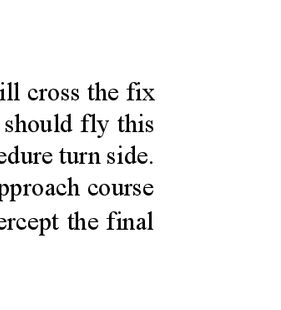 ill cross the fix
should fly this
edure turn side.
pproach course
ercept the final